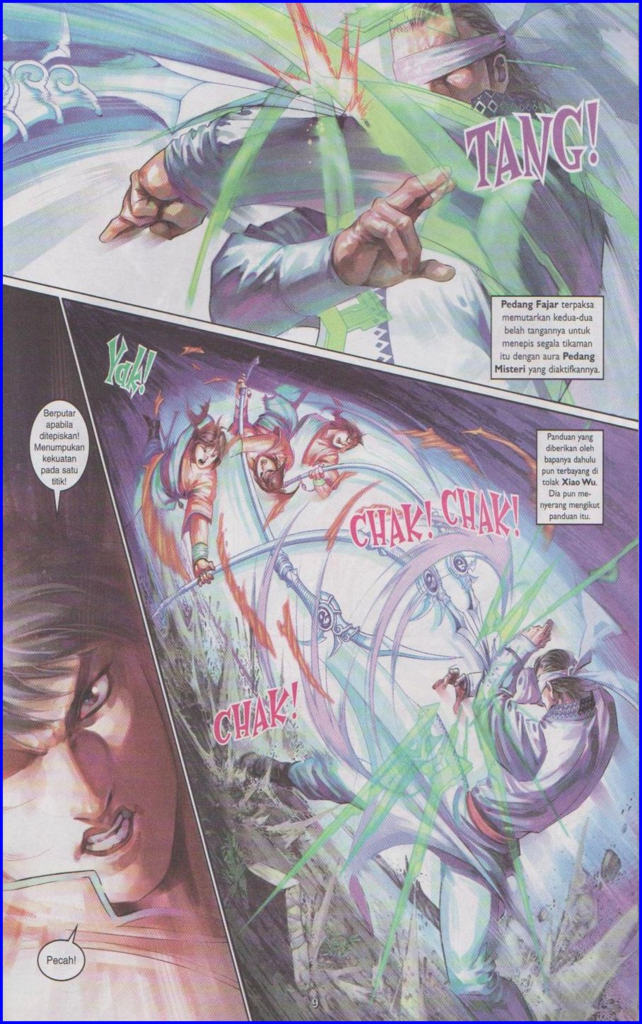 TANG!
Pedang Fajar terpaksa
memutarkan kedua-dua
belah tangannya untuk
menepis segala tikaman
itu dengan aura Pedang
Misteri yang diaktifkannya.
Yak!
Berputar
apabila
ditepiskan!
Menumpukan
kekuatan
pada satu
titik!
Panduan yang
diberikan oleh
bapanya dahulu
pun terbayang di
tolak Xiao Wu.
Dia pun me-
nyerang mengikut
panduan itu.
CHAK! CHAK!
CHAK!
Pecah!
9